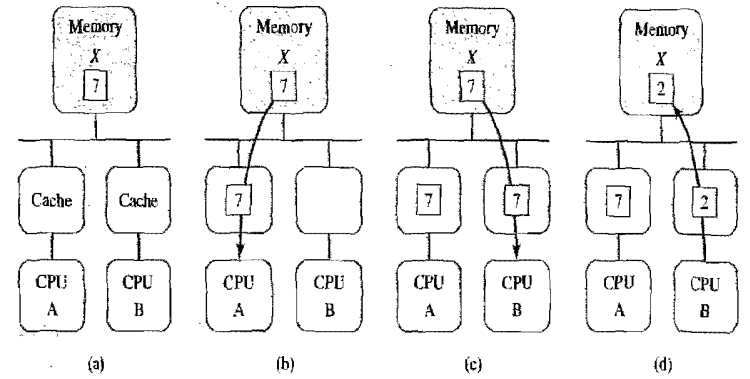 Memory Memory Memory Memory
X X X X
7 7 7 2
Cache Cache 7 7 7 7 2
CPU CPU CPU CPU CPU CPU CPU CPU
A B A B A B A B
(a) (b) (c) (d)